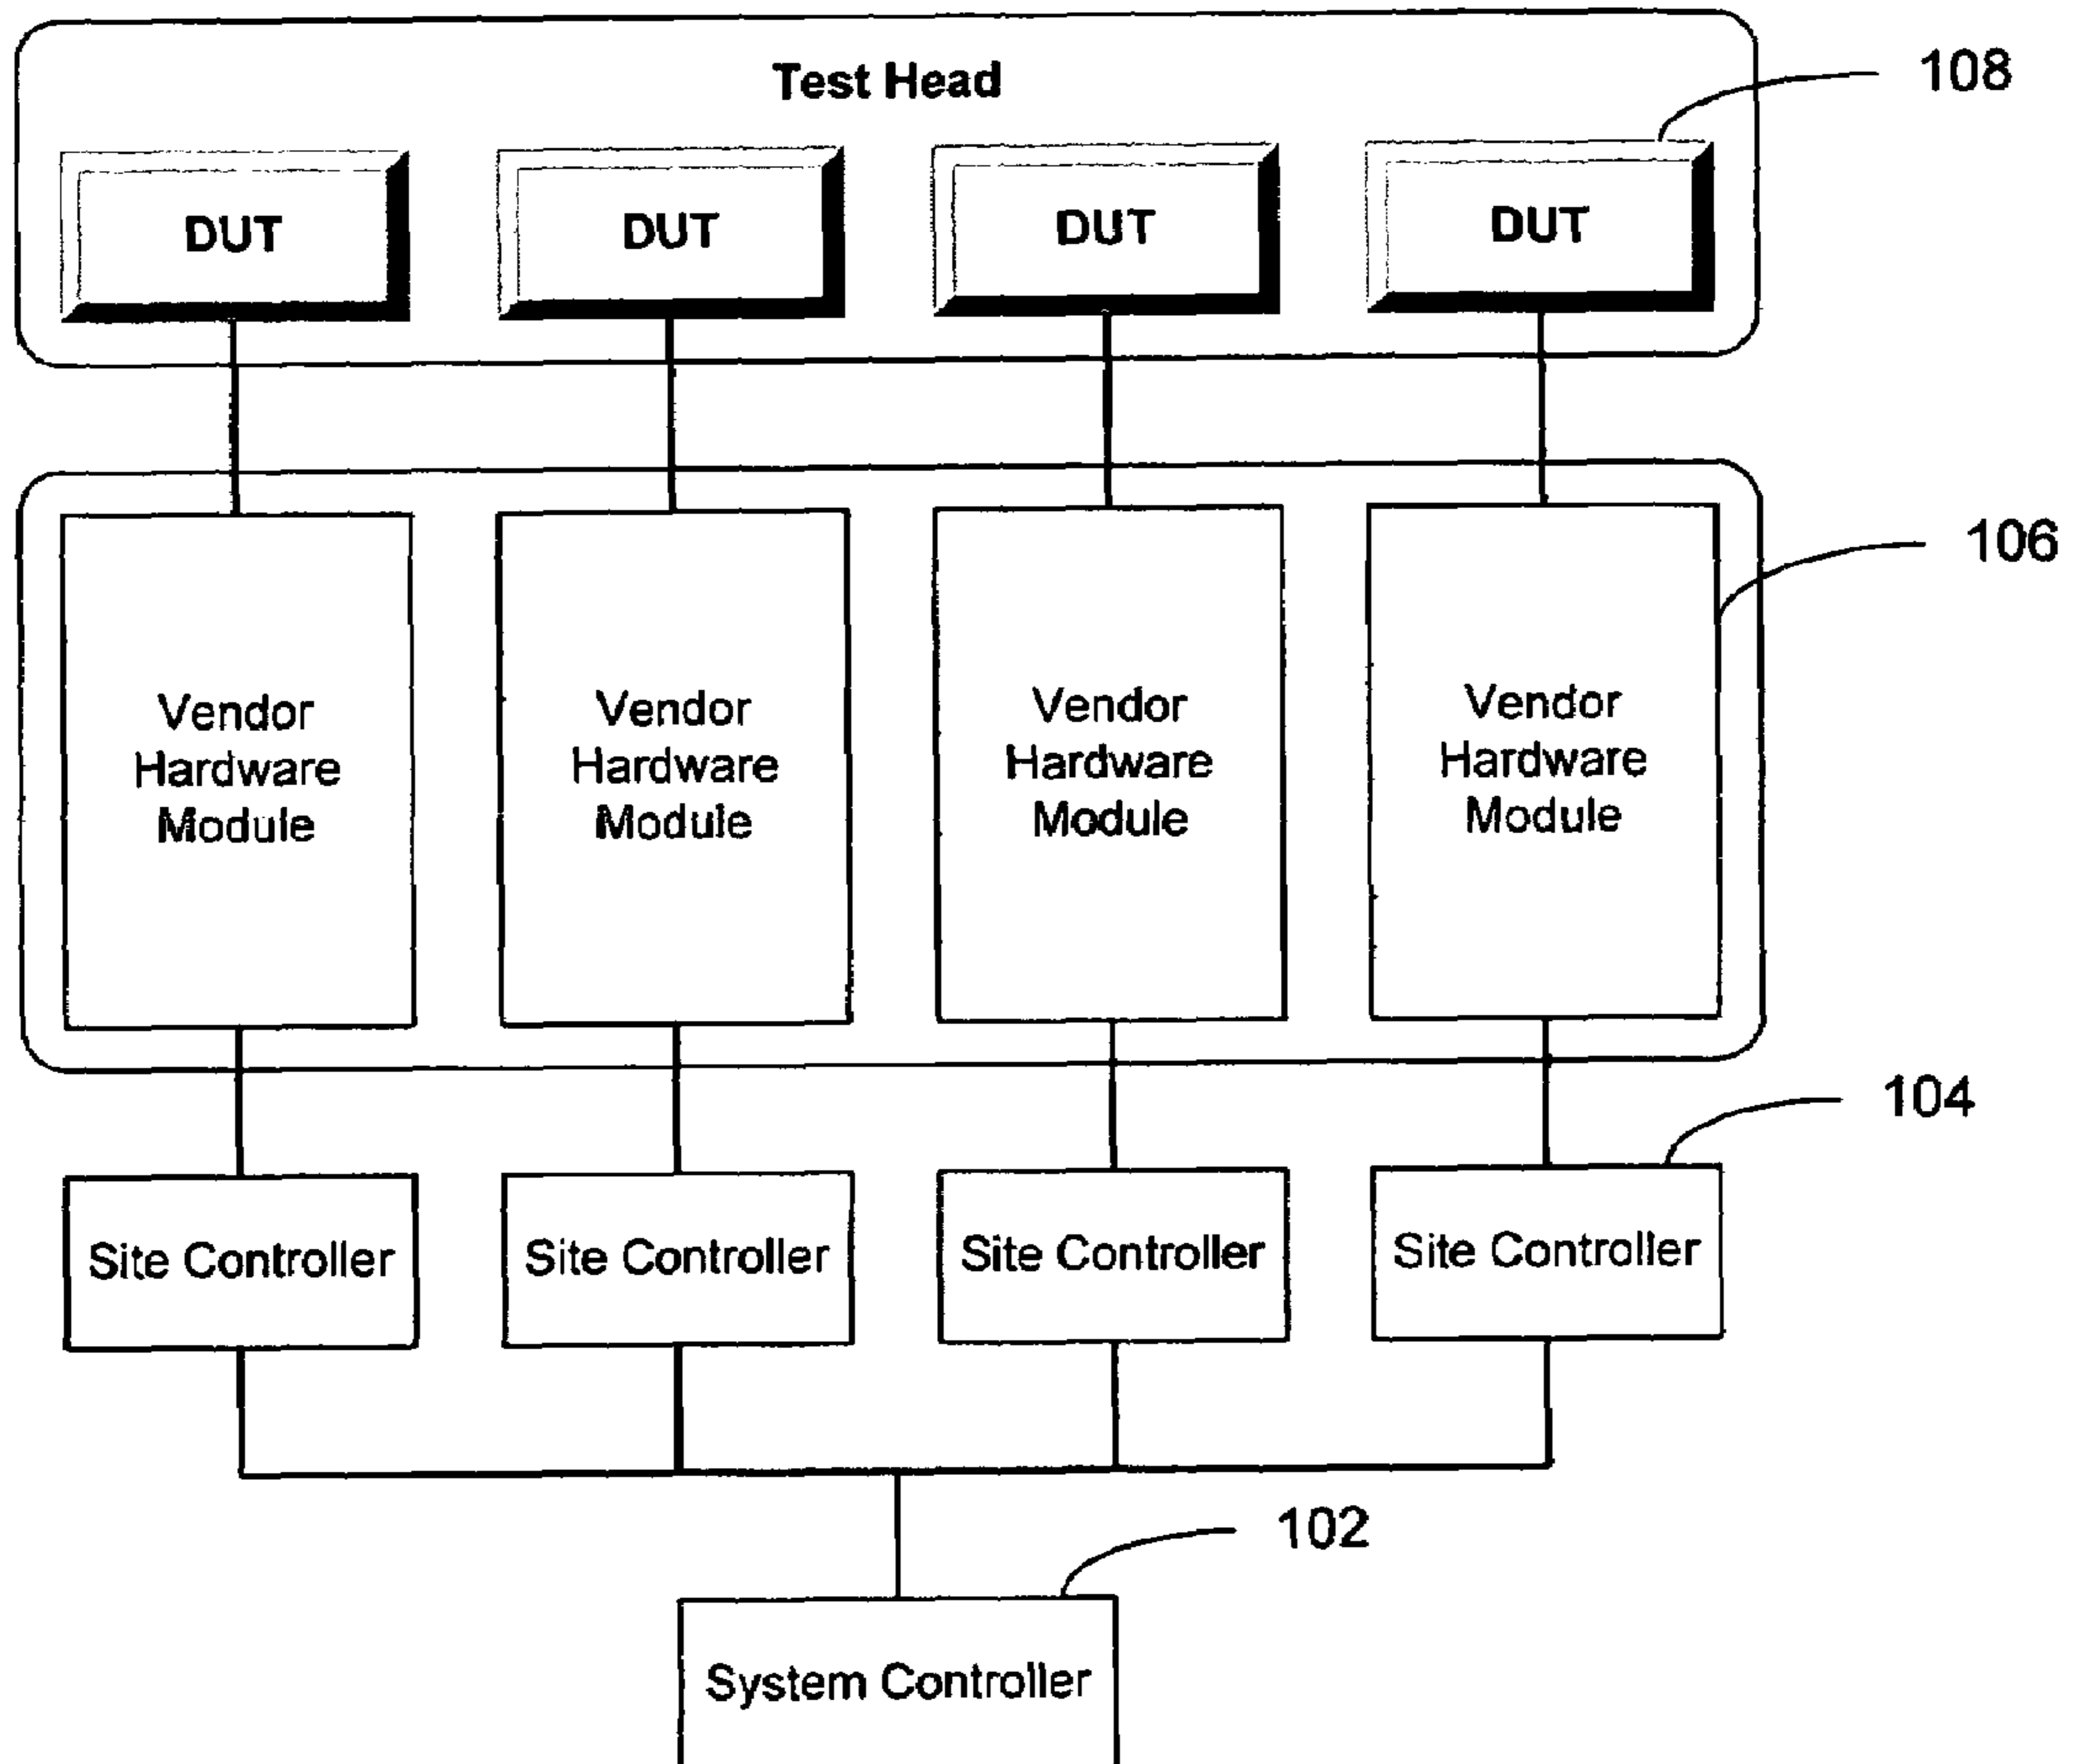 Test Head
108
DUT
DUT
DUT
DUT
106
Vendor
Hardware
Module
Vendor
Hardware
Module
Vendor
Hardware
Module
Vendor
Hardware
Module
104
Site Controller
Site Controller
Site Controller
Site Controller
102
System Controller